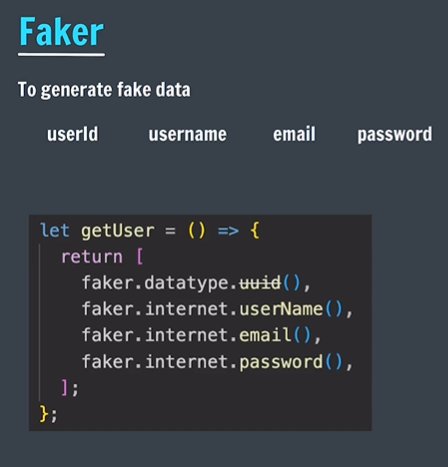 Faker
To generate fake data
userId username email password
let getUser = () => {
  return [
    faker.datatype.uuid(),
    faker.internet.userName(),
    faker.internet.email(),
    faker.internet.password(),
  ];
};